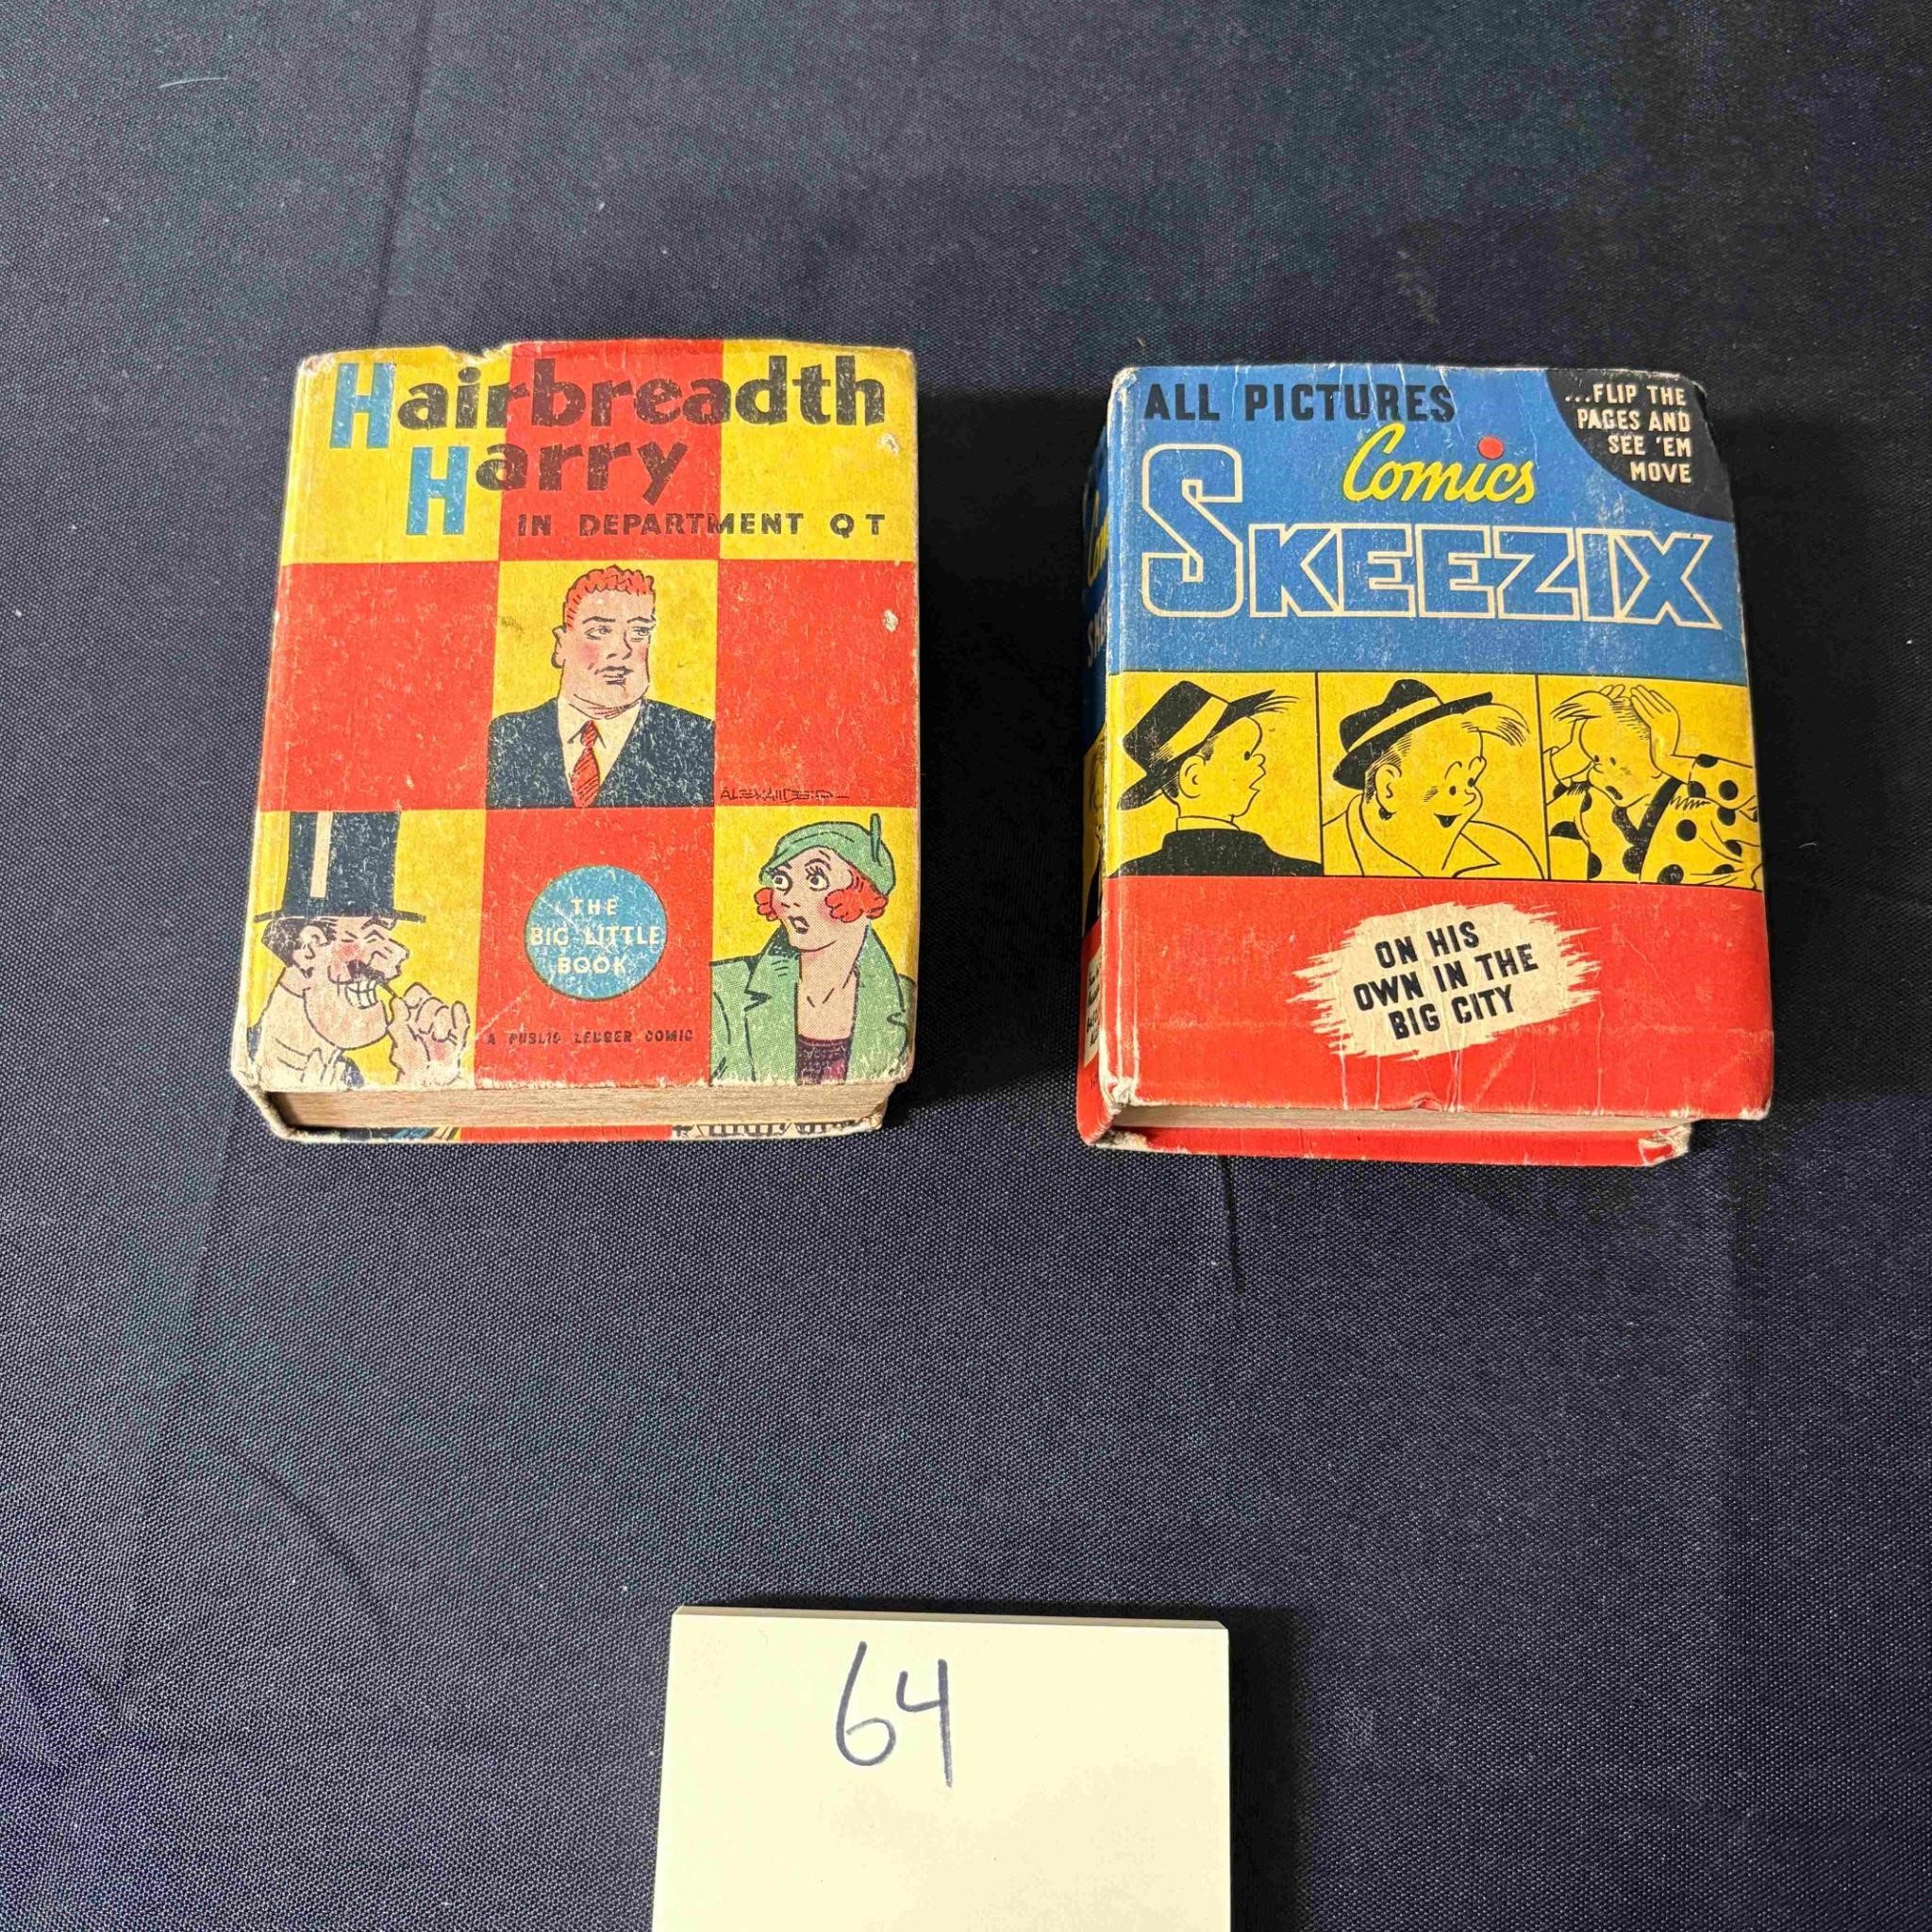 Hairbreadth
Harry
IN DEPARTMENT QT
ALEXANDER
THE
BIG LITTLE
BOOK
A PUBLIC LEDGER COMIC
ALL PICTURES
Comics
SKEEZIX
...FLIP THE
PAGES AND
SEE 'EM
MOVE
ON HIS
OWN IN THE
BIG CITY
64